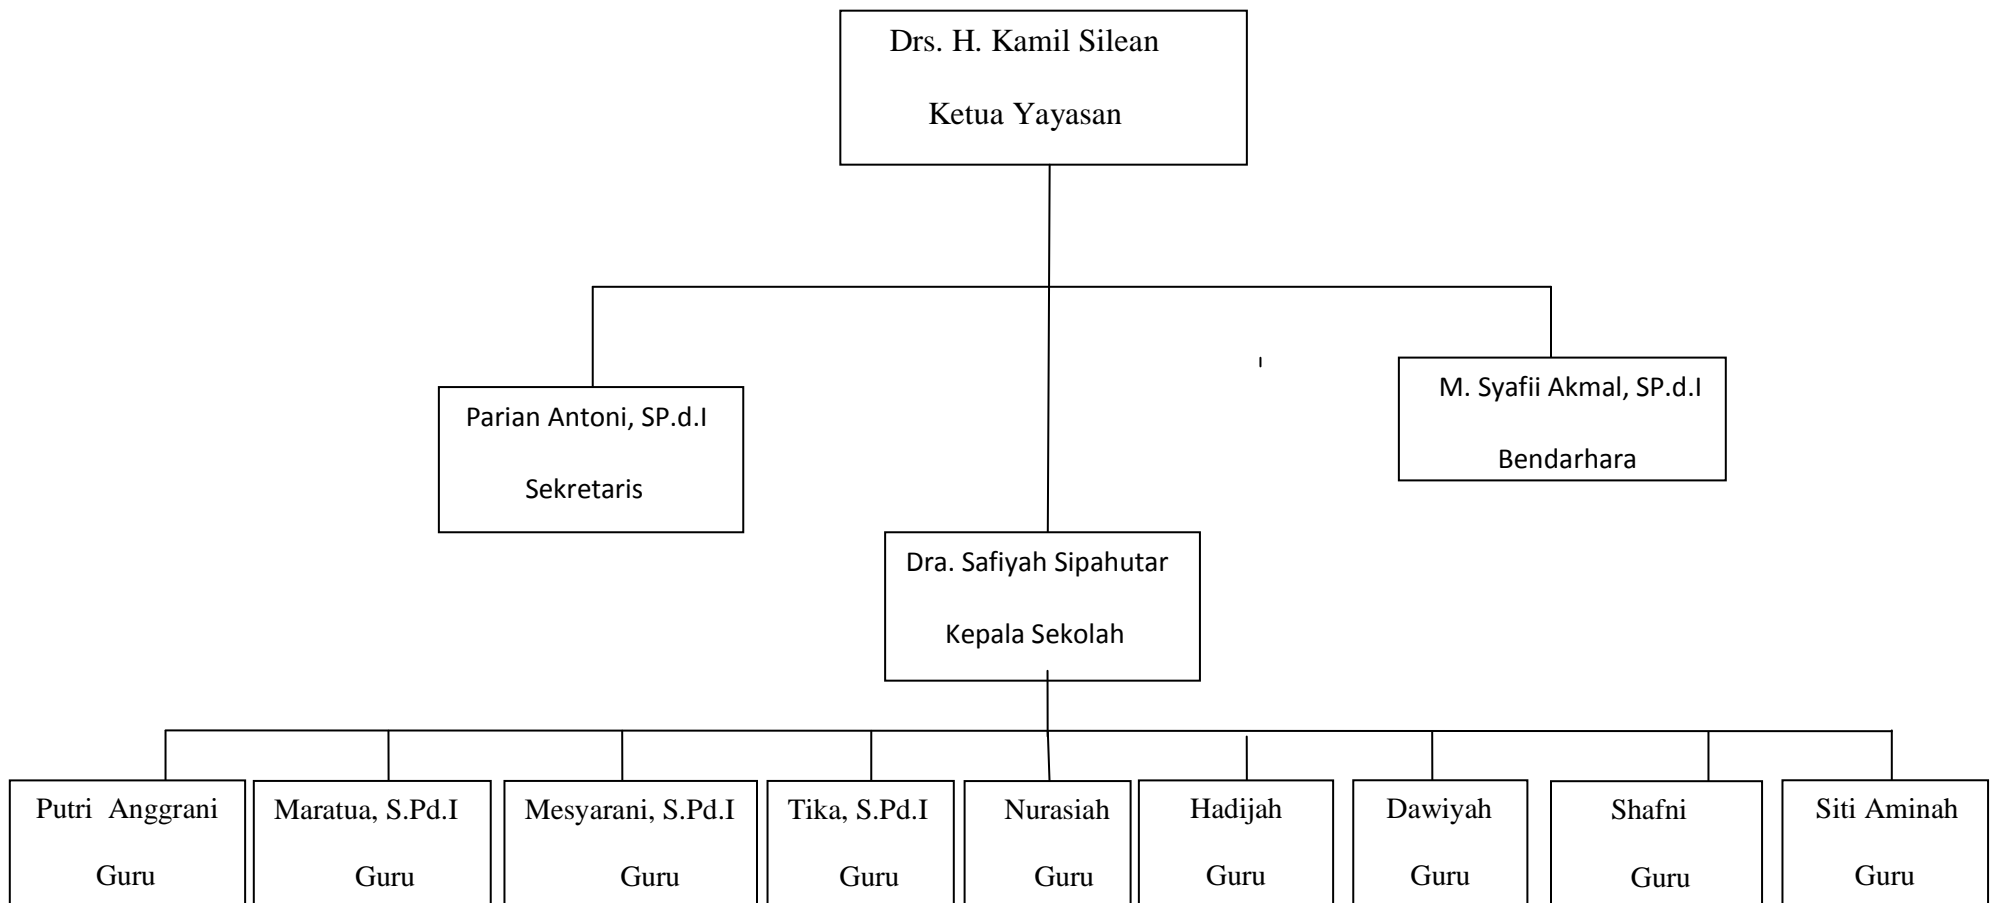 Drs. H. Kamil Silean
Ketua Yayasan
Parian Antoni, SP.d.I
Sekretaris
M. Syafii Akmal, SP.d.I
Bendarhara
Dra. Safiyah Sipahutar
Kepala Sekolah
Putri Anggrani
Guru
Maratua, S.Pd.I
Guru
Mesyarani, S.Pd.I
Guru
Tika, S.Pd.I
Guru
Nurasiah
Guru
Hadijah
Guru
Dawiyah
Guru
Shafni
Guru
Siti Aminah
Guru